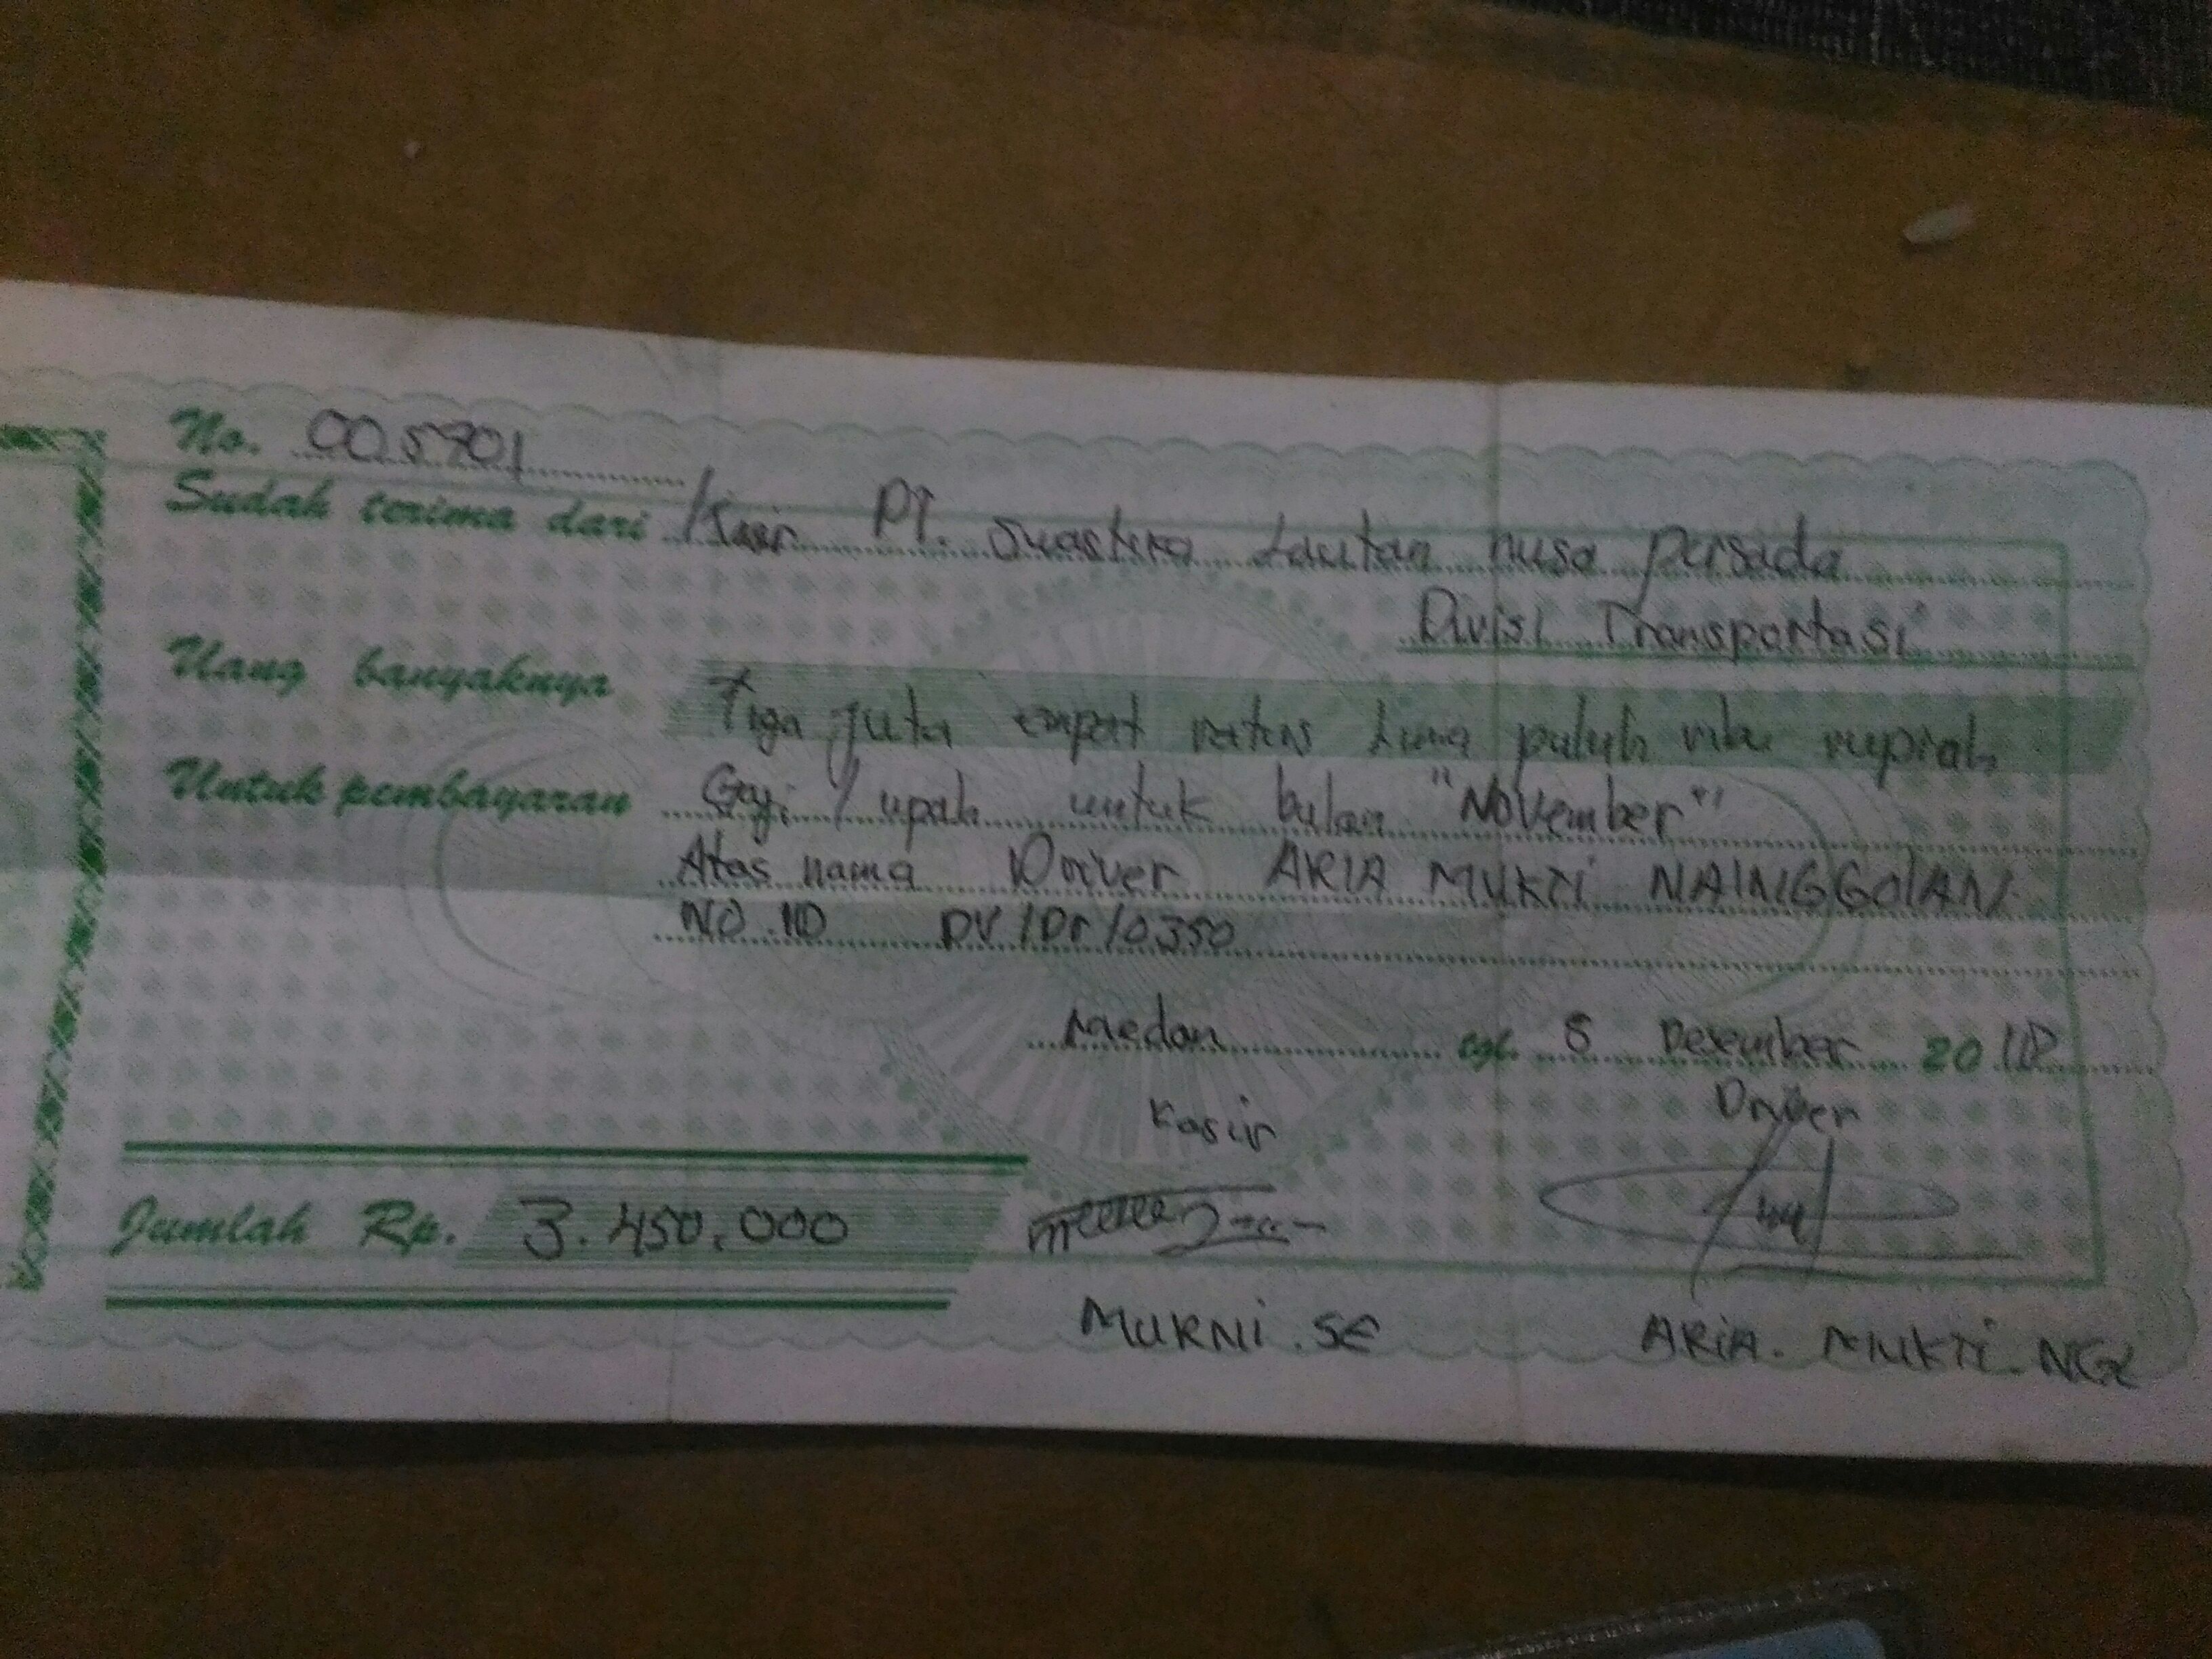 No. 005901
Sudah terima dari Kasir PT. Suastika Lautan nusa persada
Divisi Transportasi
Uang banyaknya Tiga juta empat ratus Lima puluh ribu rupiah
Untuk pembayaran Gaji / upah untuk bulan "November"
Atas nama Driver ARIA MUKTi NAINGGOlAN
NO ID DV/Dr/0350
Medan tgl. 8 Desember 20
Kasir Driver
Jumlah Rp. 3.450.000
MURNI . SE ARiA . MUKTi . NGL